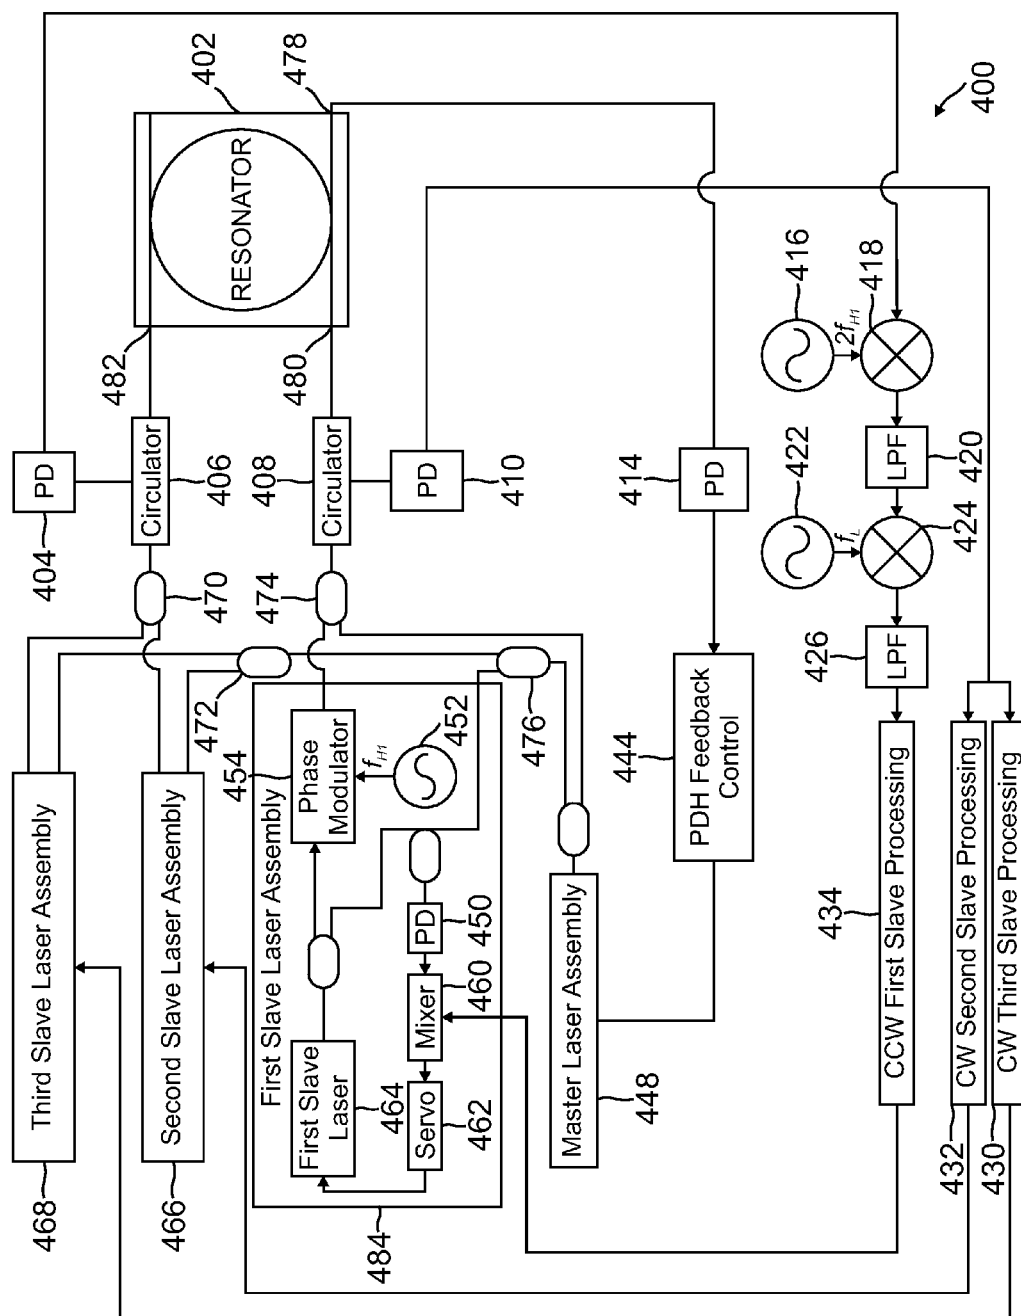 400
Third Slave Laser Assembly
468
Second Slave Laser Assembly
466
First Slave Laser Assembly
484
First Slave
Laser
464
Servo
462
Mixer
460
PD
450
Phase
Modulator
454
f_H1
452
472
476
470
474
PD
404
Circulator
406
Circulator
408
PD
410
482
480
RESONATOR
402
478
PD
414
PDH Feedback
Control
444
Master Laser Assembly
448
416
2f_H1
418
LPF
420
422
f_L
424
LPF
426
CCW First Slave Processing
434
CW Second Slave Processing
432
CW Third Slave Processing
430